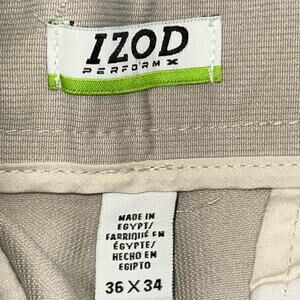 IZOD
PERFORM X
MADE IN
EGYPT/
FABRIQUÉ EN
ÉGYPTE/
HECHO EN
EGIPTO
36 X 34